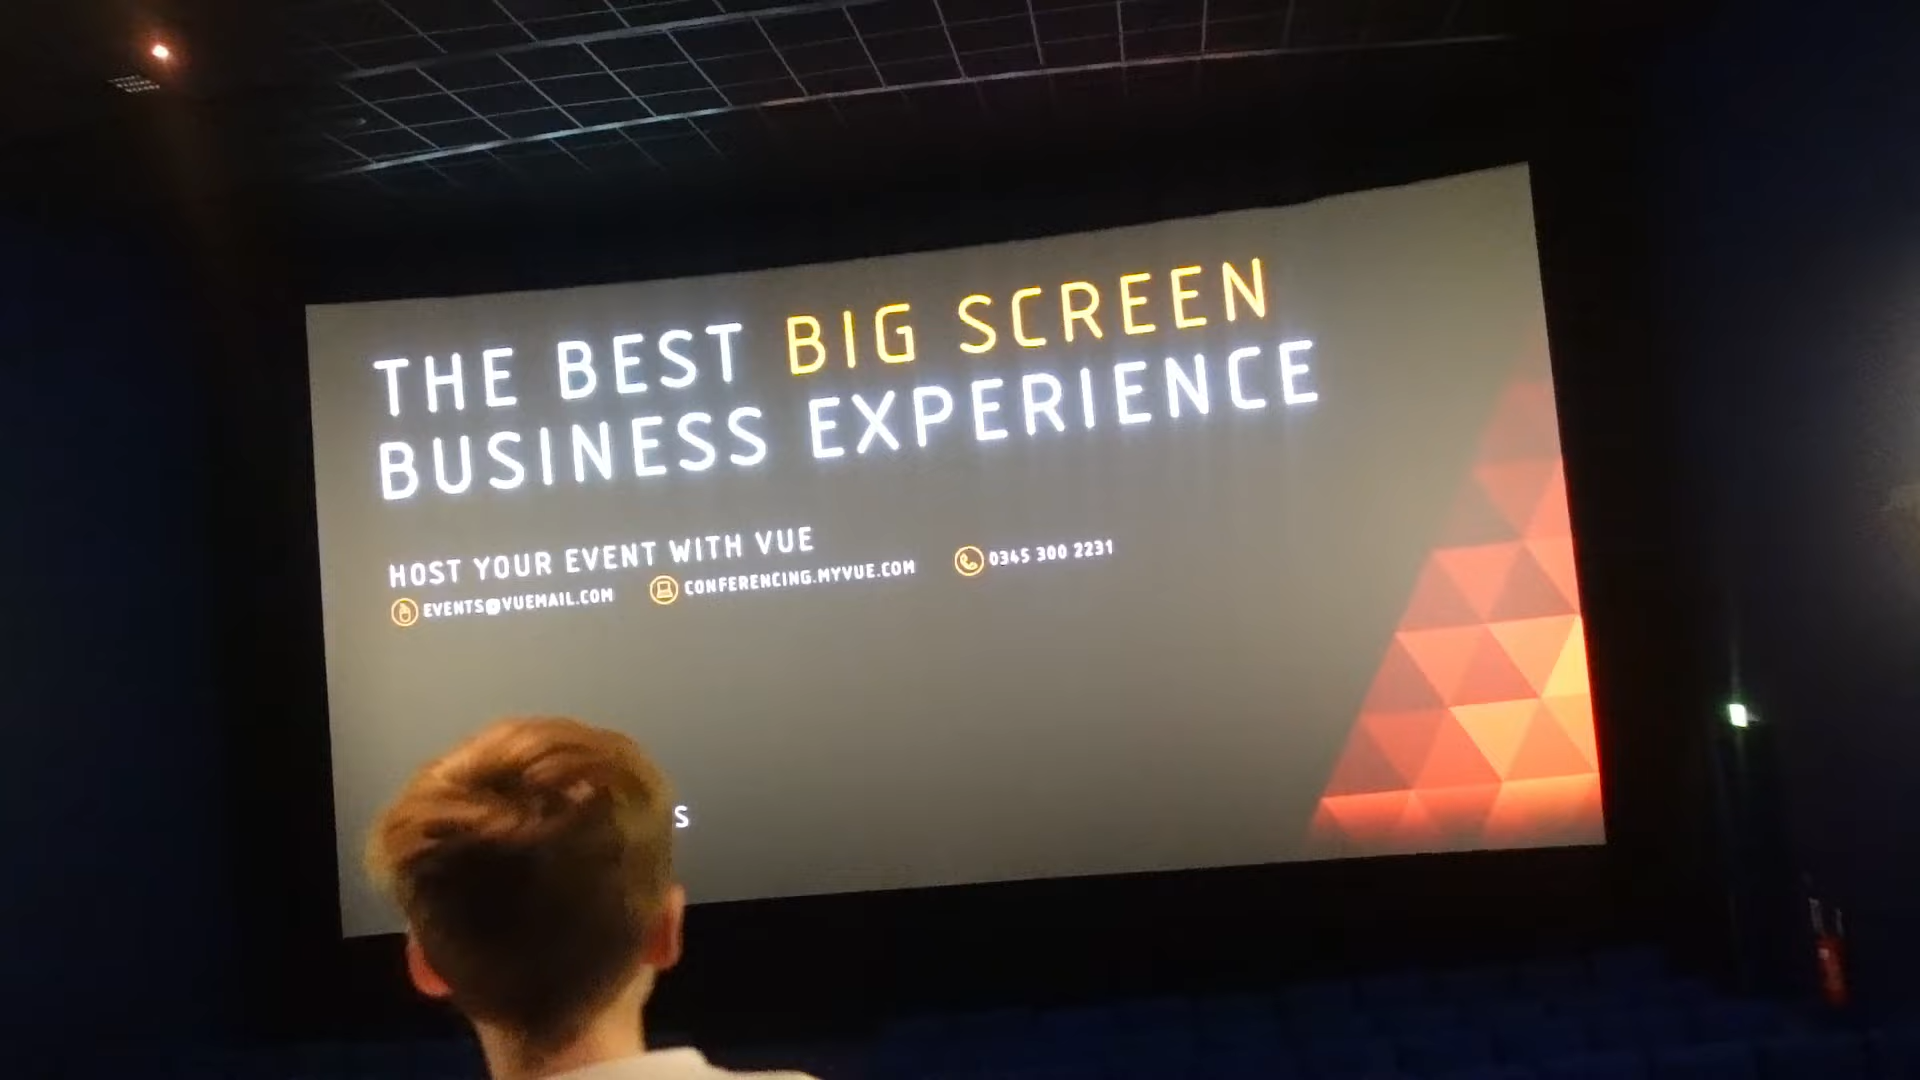 THE BEST BIG SCREEN
BUSINESS EXPERIENCE
HOST YOUR EVENT WITH VUE
EVENTS@VUEMAIL.COM CONFERENCING.MYVUE.COM 0345 300 2231